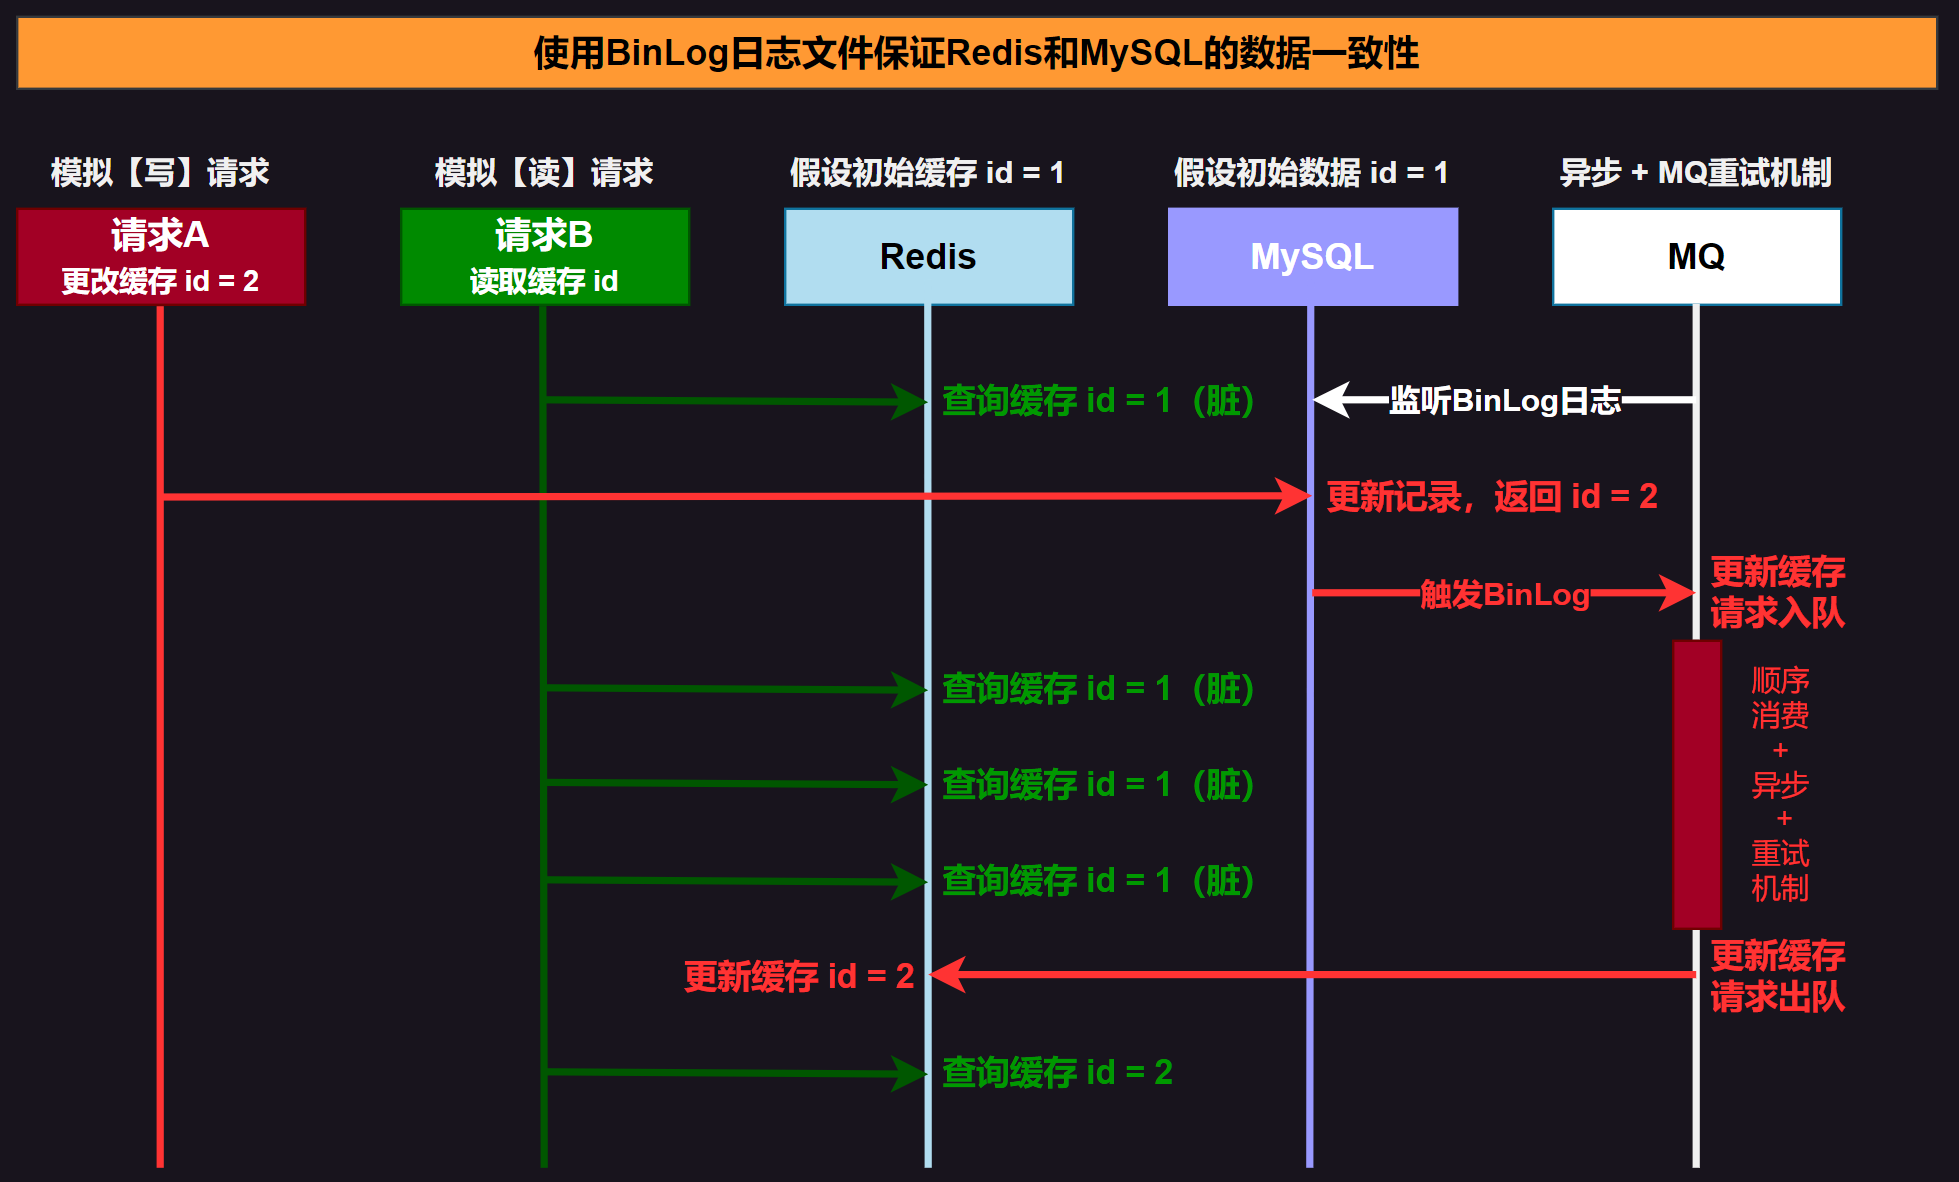 使用BinLog日志文件保证Redis和MySQL的数据一致性
模拟【写】请求
模拟【读】请求
假设初始缓存 id = 1
假设初始数据 id = 1
异步 + MQ重试机制
请求A
更改缓存 id = 2
请求B
读取缓存 id
Redis
MySQL
MQ
查询缓存 id = 1（脏）
监听BinLog日志
更新记录，返回 id = 2
触发BinLog
更新缓存
请求入队
查询缓存 id = 1（脏）
查询缓存 id = 1（脏）
查询缓存 id = 1（脏）
顺序
消费
+
异步
+
重试
机制
更新缓存 id = 2
更新缓存
请求出队
查询缓存 id = 2